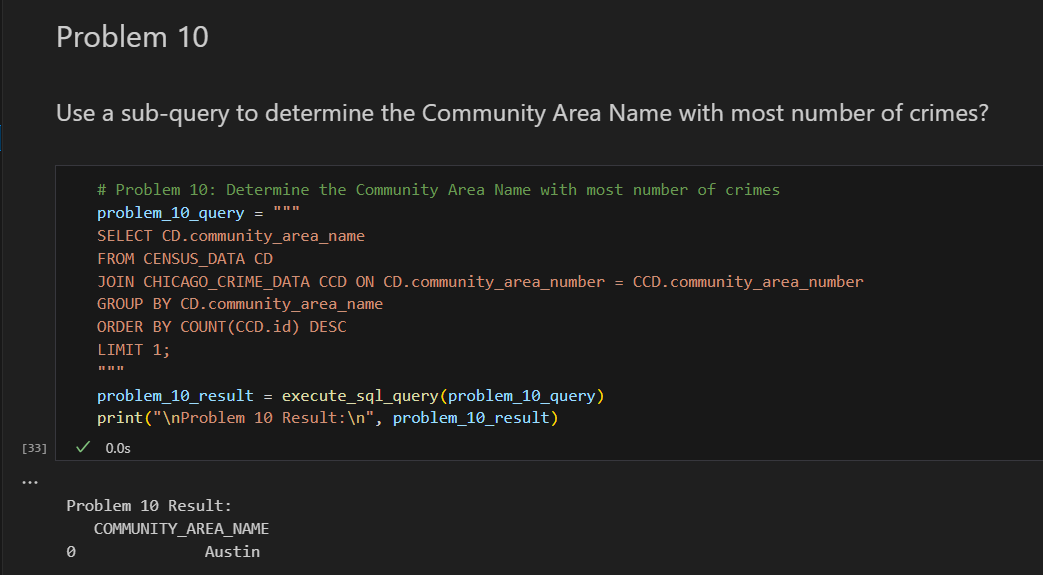 Problem 10
Use a sub-query to determine the Community Area Name with most number of crimes?
# Problem 10: Determine the Community Area Name with most number of crimes
problem_10_query = """
SELECT CD.community_area_name
FROM CENSUS_DATA CD
JOIN CHICAGO_CRIME_DATA CCD ON CD.community_area_number = CCD.community_area_number
GROUP BY CD.community_area_name
ORDER BY COUNT(CCD.id) DESC
LIMIT 1;
"""
problem_10_result = execute_sql_query(problem_10_query)
print("\nProblem 10 Result:\n", problem_10_result)
[33] ✓ 0.0s
...
Problem 10 Result:
COMMUNITY_AREA_NAME
0 Austin